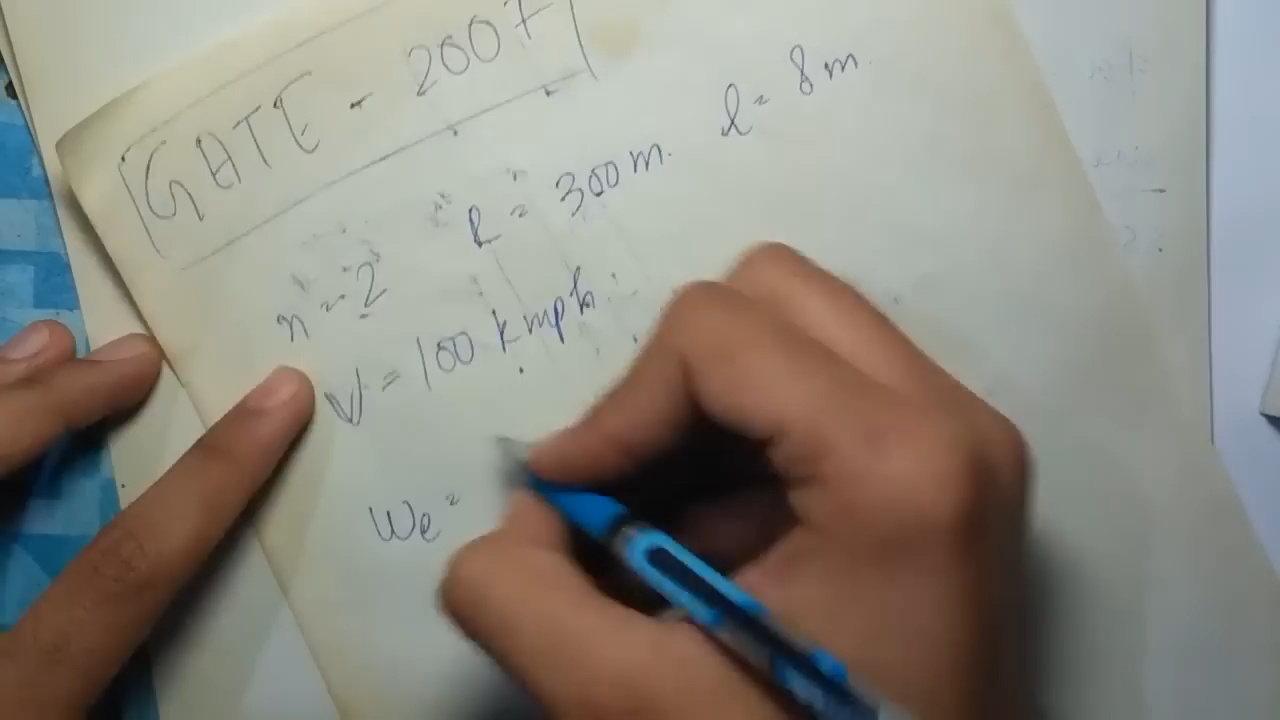 GATE - 2007
n = 2 R = 300 m. l = 8 m.
V = 100 kmph.
We =